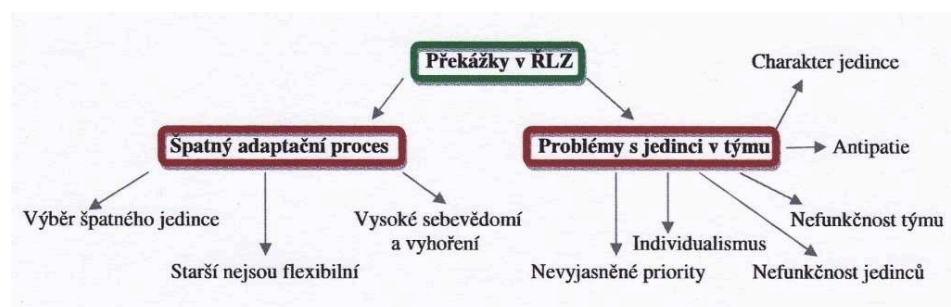 Překážky v ŘLZ
Charakter jedince
Špatný adaptační proces
Problémy s jedinci v týmu
Antipatie
Výběr špatného jedince
Vysoké sebevědomí
a vyhoření
Nefunkčnost týmu
Individualismus
Starší nejsou flexibilní
Nevyjasněné priority
Nefunkčnost jedinců